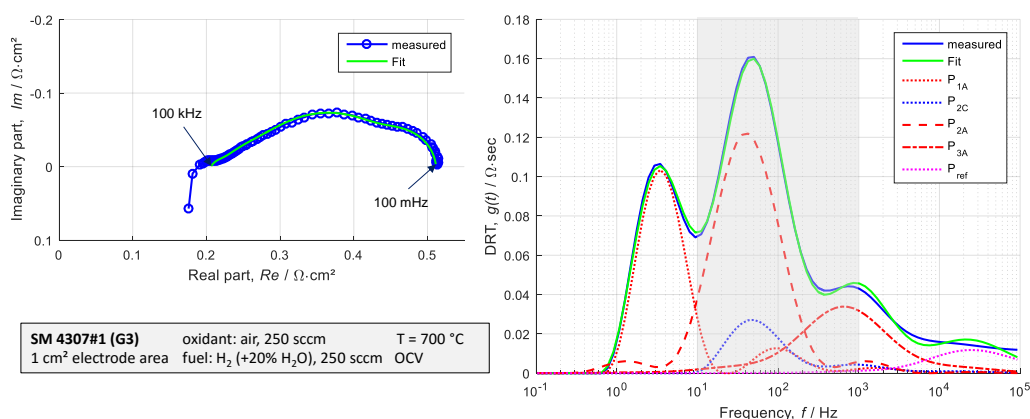 -0.2
-0.1
0
0.1
0
0.1
0.2
0.3
0.4
0.5
Imaginary part, Im / Ω·cm²
Real part, Re / Ω·cm²
measured
Fit
100 kHz
100 mHz
SM 4307#1 (G3) oxidant: air, 250 sccm T = 700 °C
1 cm² electrode area fuel: H₂ (+20% H₂O), 250 sccm OCV
0.18
0.16
0.14
0.12
0.1
0.08
0.06
0.04
0.02
0
10⁻¹
10⁰
10¹
10²
10³
10⁴
10⁵
DRT, g(t) / Ω·sec
Frequency, f / Hz
measured
Fit
P₁A
P₂C
P₂A
P₃A
Pref